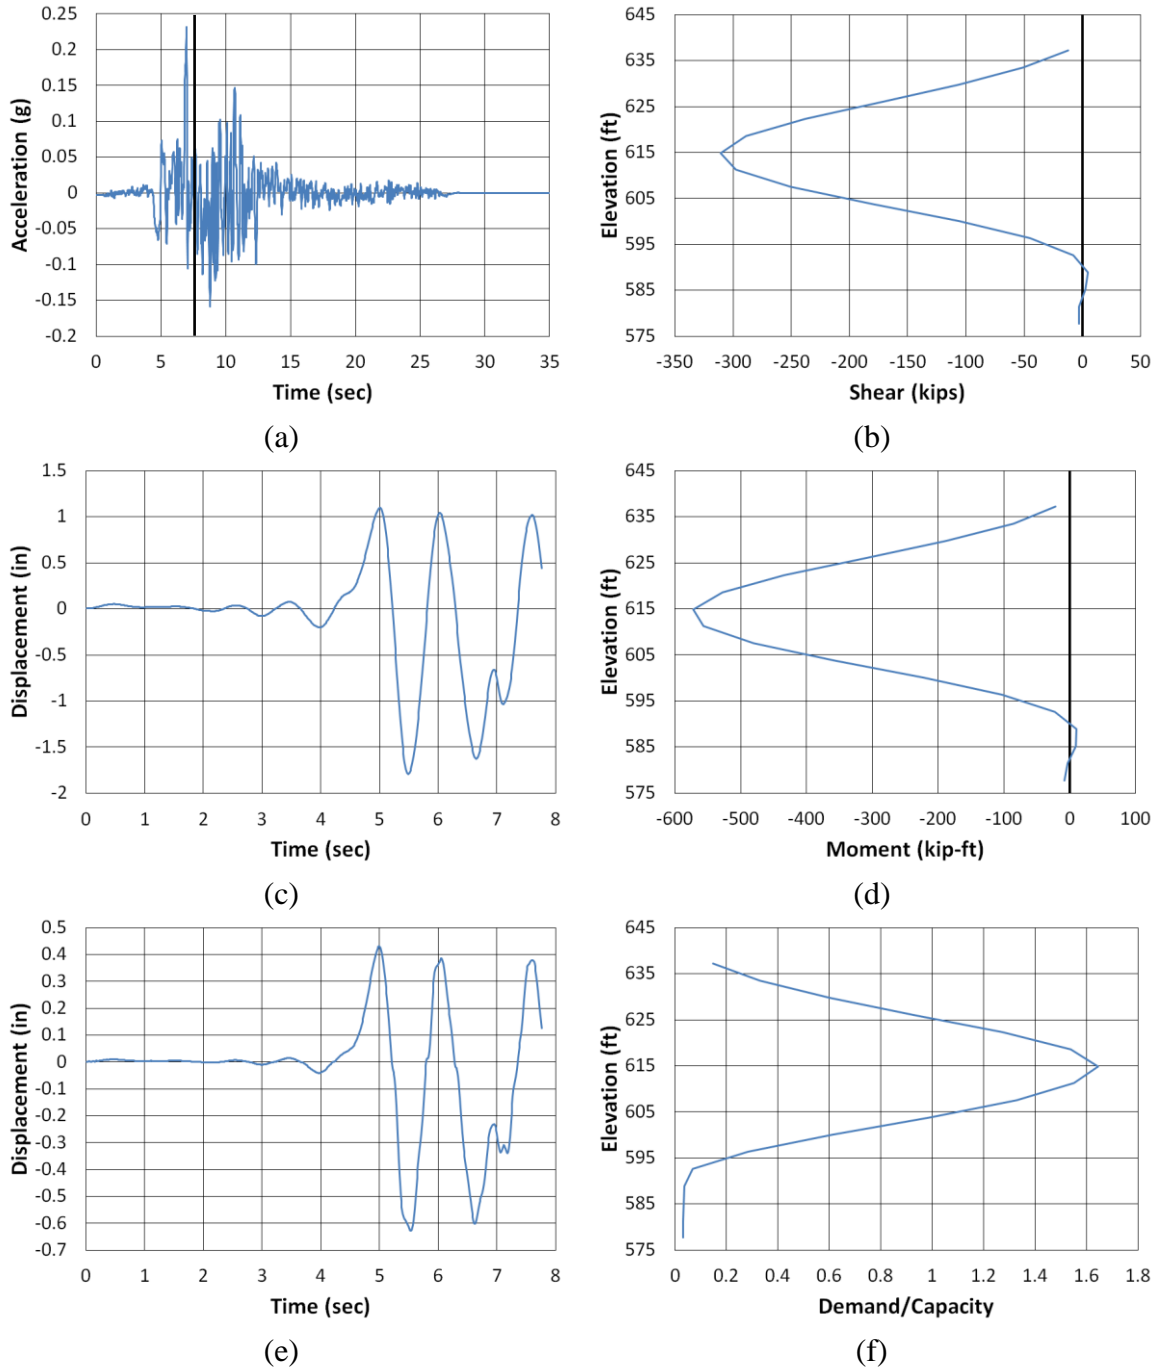 0.25
0.2
0.15
0.1
0.05
0
-0.05
-0.1
-0.15
-0.2
Acceleration (g)
0 5 10 15 20 25 30 35
Time (sec)
(a)
645
635
625
615
605
595
585
575
Elevation (ft)
-350 -300 -250 -200 -150 -100 -50 0 50
Shear (kips)
(b)
1.5
1
0.5
0
-0.5
-1
-1.5
-2
Displacement (in)
0 1 2 3 4 5 6 7 8
Time (sec)
(c)
645
635
625
615
605
595
585
575
Elevation (ft)
-600 -500 -400 -300 -200 -100 0 100
Moment (kip-ft)
(d)
0.5
0.4
0.3
0.2
0.1
0
-0.1
-0.2
-0.3
-0.4
-0.5
-0.6
-0.7
Displacement (in)
0 1 2 3 4 5 6 7 8
Time (sec)
(e)
645
635
625
615
605
595
585
575
Elevation (ft)
0 0.2 0.4 0.6 0.8 1 1.2 1.4 1.6 1.8
Demand/Capacity
(f)